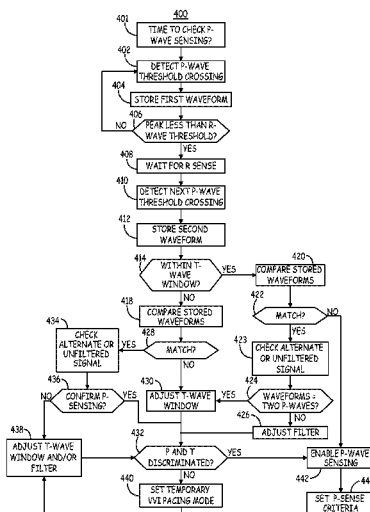 400
401
TIME TO CHECK P-
WAVE SENSING?
402
DETECT P-WAVE
THRESHOLD CROSSING
404
STORE FIRST WAVEFORM
406
NO
PEAK LESS THAN R-
WAVE THRESHOLD?
YES
408
WAIT FOR R SENSE
410
DETECT NEXT P-WAVE
THRESHOLD CROSSING
412
STORE SECOND
WAVEFORM
414
WITHIN T-
WAVE
WINDOW?
YES
420
COMPARE STORED
WAVEFORMS
NO
418
COMPARE STORED
WAVEFORMS
422
MATCH?
NO
YES
434
CHECK
ALTERNATE OR
UNFILTERED
SIGNAL
YES
428
MATCH?
NO
423
CHECK ALTERNATE
OR UNFILTERED
SIGNAL
436
NO
CONFIRM P-
SENSING?
YES
430
ADJUST T-WAVE
WINDOW
YES
424
WAVEFORMS =
TWO P-WAVES?
426
ADJUST FILTER
438
ADJUST T-WAVE
WINDOW AND/OR
FILTER
432
P AND T
DISCRIMINATED?
YES
ENABLE P-WAVE
SENSING
442
NO
440
SET TEMPORARY
VVI PACING MODE
44
SET P-SENSE
CRITERIA